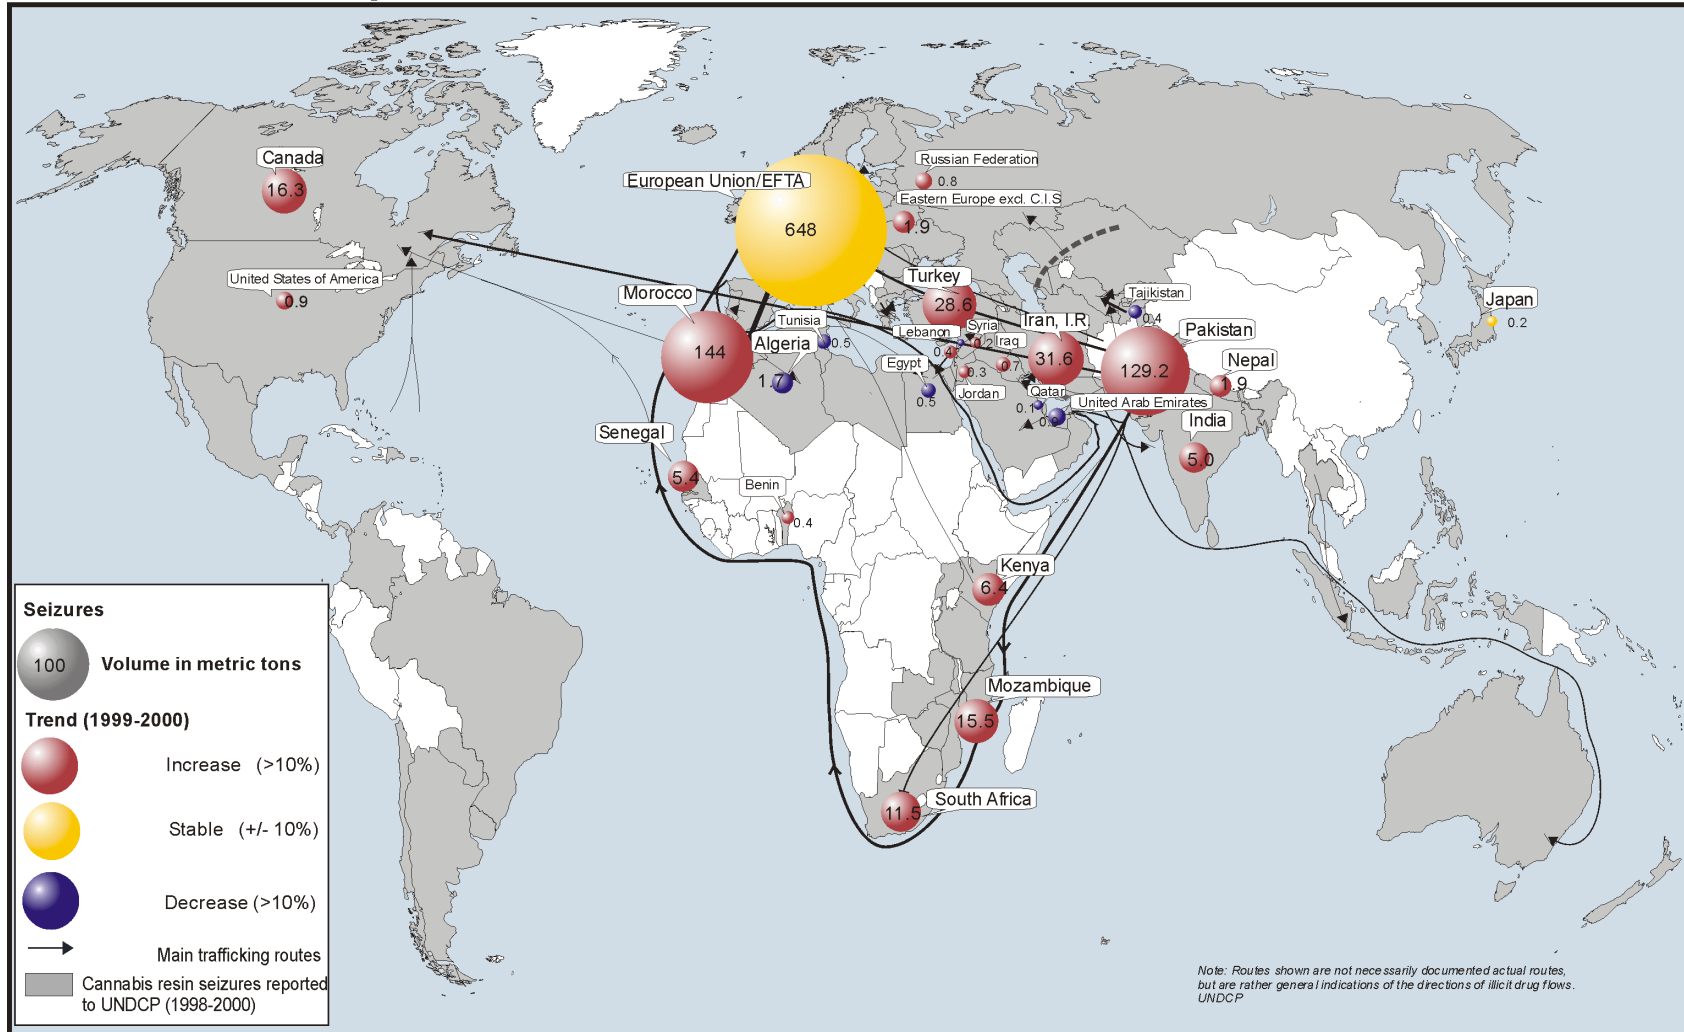 Canada
16.3
United States of America
0.9
European Union/EFTA
648
Russian Federation
0.8
Eastern Europe excl. C.I.S
1.9
Morocco
144
Tunisia
0.5
Algeria
1.7
Turkey
28.6
Lebanon
0.4
Syria
0.2
Iraq
0.7
Iran, I.R.
31.6
Jordan
0.3
Egypt
0.5
Qatar
0.1
United Arab Emirates
Tajikistan
0.4
Pakistan
129.2
Nepal
1.9
India
5.0
Japan
0.2
Senegal
5.4
Benin
0.4
Kenya
6.4
Mozambique
15.5
South Africa
11.5
Seizures
100
Volume in metric tons
Trend (1999-2000)
Increase (>10%)
Stable (+/- 10%)
Decrease (>10%)
Main trafficking routes
Cannabis resin seizures reported
to UNDCP (1998-2000)
Note: Routes shown are not necessarily documented actual routes,
but are rather general indications of the directions of illicit drug flows.
UNDCP